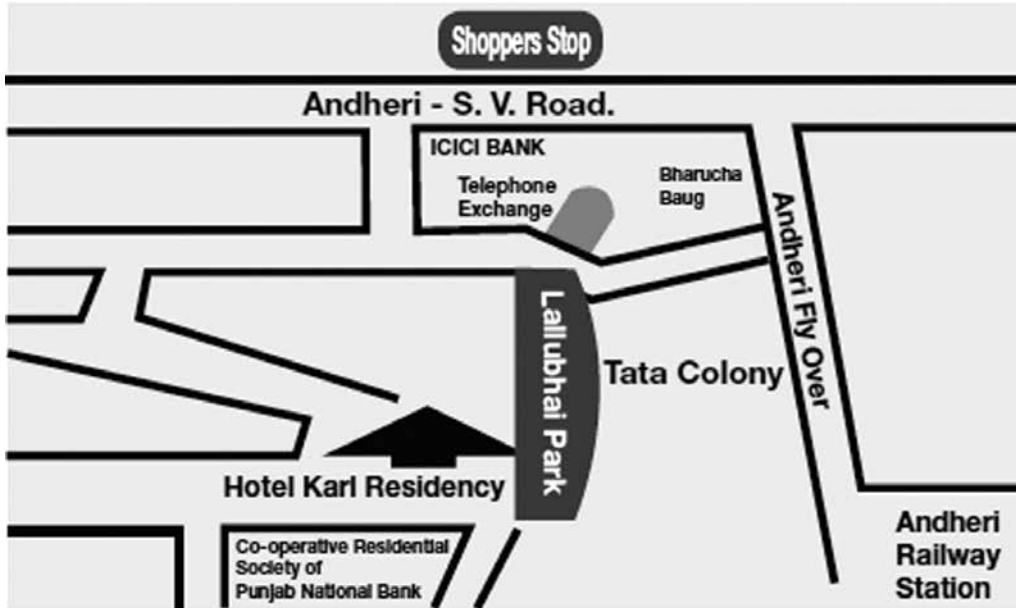 Shoppers Stop
Andheri - S. V. Road.
ICICI BANK
Telephone
Exchange
Bharucha
Baug
Andheri Fly Over
Lallubhai Park
Tata Colony
Hotel Karl Residency
Co-operative Residential
Society of
Punjab National Bank
Andheri
Railway
Station